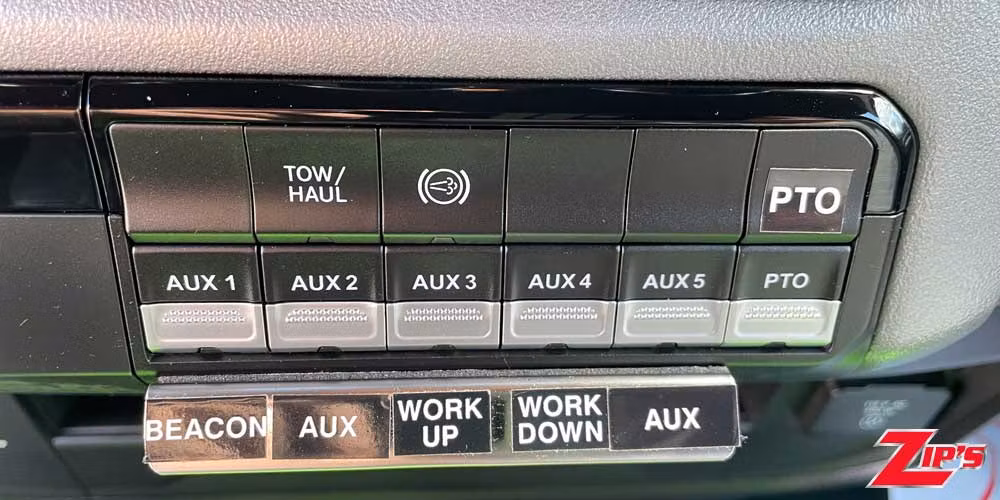 TOW/
HAUL
PTO
AUX 1
AUX 2
AUX 3
AUX 4
AUX 5
PTO
BEACON
AUX
WORK
UP
WORK
DOWN
AUX
ZIP'S